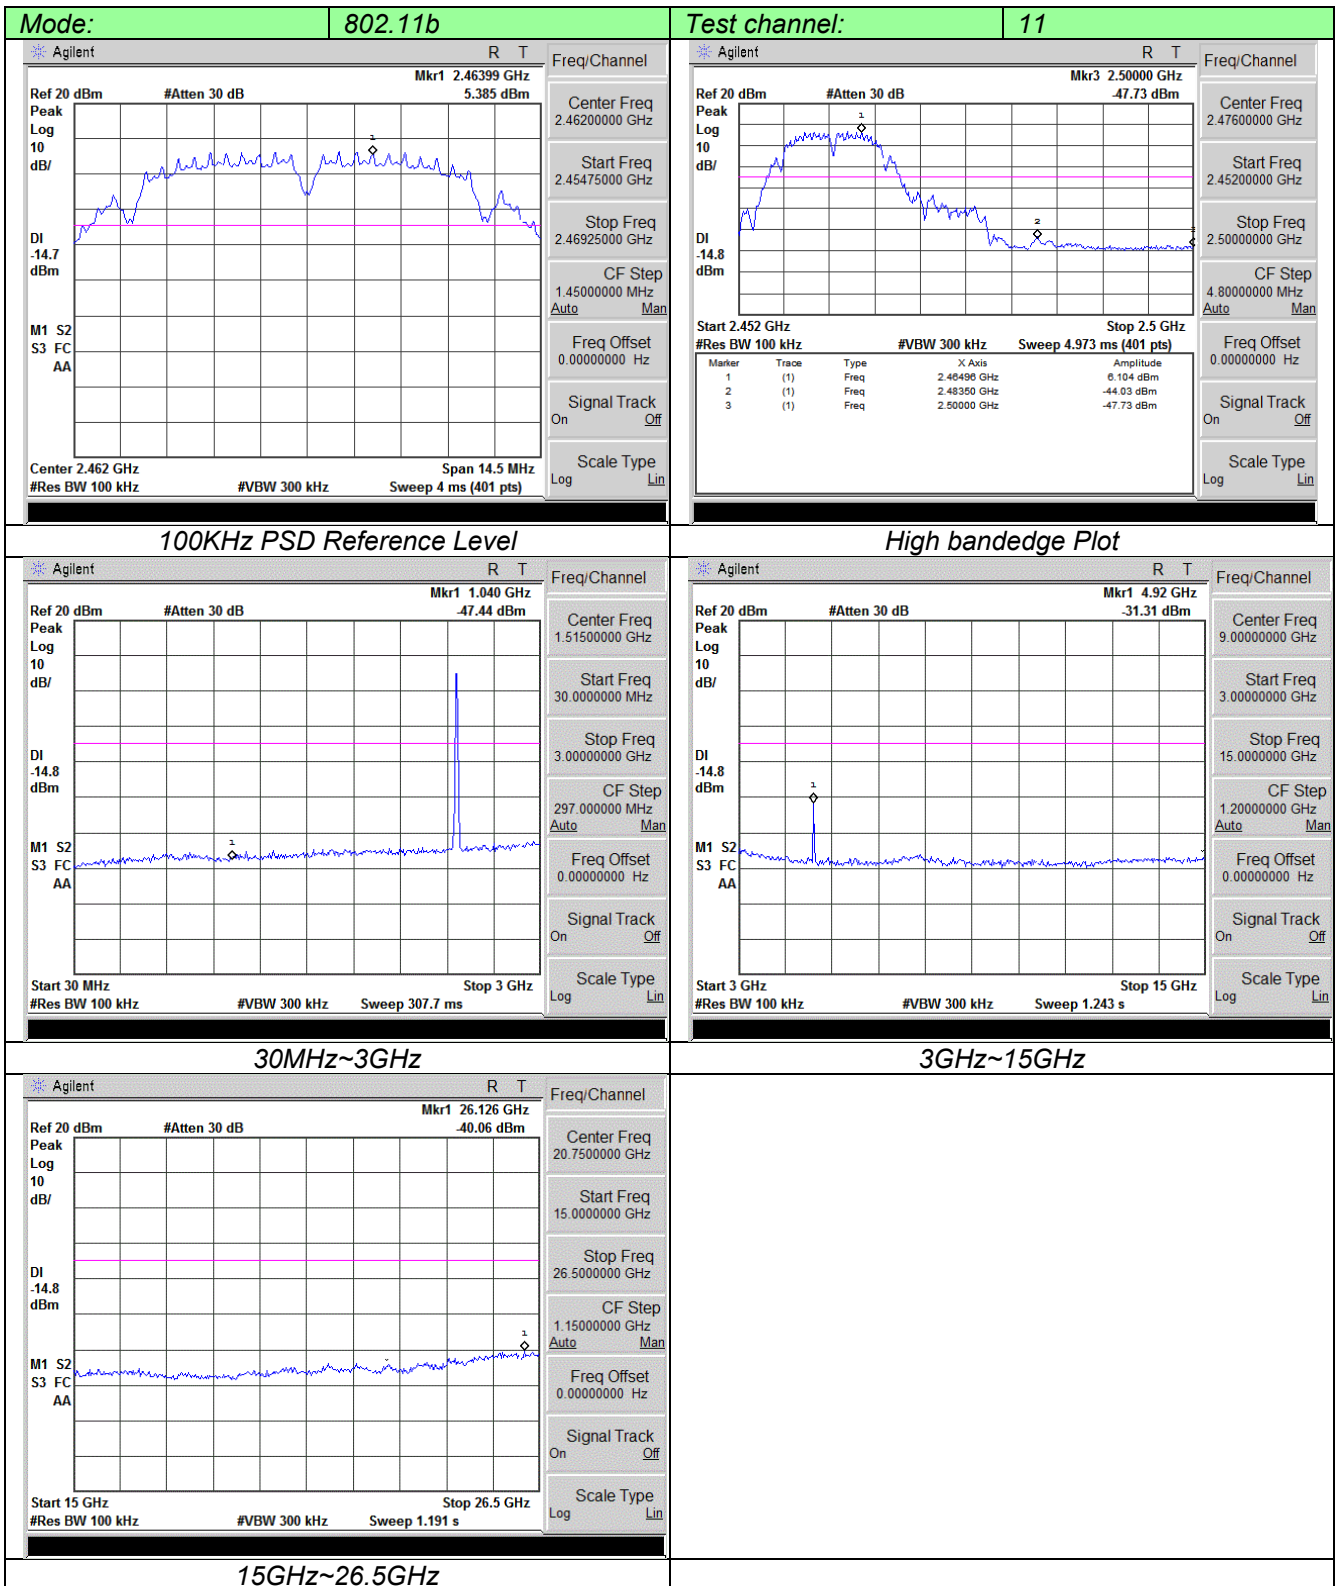 Mode: 802.11b Test channel: 11
Agilent R T
Freq/Channel
Mkr1 2.46399 GHz
Ref 20 dBm #Atten 30 dB 5.385 dBm
Peak
Log
10
dB/
1
DI
-14.7
dBm
M1 S2
S3 FC
AA
Center 2.462 GHz Span 14.5 MHz
#Res BW 100 kHz #VBW 300 kHz Sweep 4 ms (401 pts)
Center Freq
2.46200000 GHz
Start Freq
2.45475000 GHz
Stop Freq
2.46925000 GHz
CF Step
1.45000000 MHz
Auto Man
Freq Offset
0.00000000 Hz
Signal Track
On Off
Scale Type
Log Lin
Agilent R T
Freq/Channel
Mkr3 2.50000 GHz
Ref 20 dBm #Atten 30 dB -47.73 dBm
Peak
Log
10
dB/
1
2
DI
-14.8
dBm
Start 2.452 GHz Stop 2.5 GHz
#Res BW 100 kHz #VBW 300 kHz Sweep 4.973 ms (401 pts)
Marker Trace Type X Axis Amplitude
1 (1) Freq 2.46496 GHz 6.104 dBm
2 (1) Freq 2.48350 GHz -44.03 dBm
3 (1) Freq 2.50000 GHz -47.73 dBm
Center Freq
2.47600000 GHz
Start Freq
2.45200000 GHz
Stop Freq
2.50000000 GHz
CF Step
4.80000000 MHz
Auto Man
Freq Offset
0.00000000 Hz
Signal Track
On Off
Scale Type
Log Lin
100KHz PSD Reference Level High bandedge Plot
Agilent R T
Freq/Channel
Mkr1 1.040 GHz
Ref 20 dBm #Atten 30 dB -47.44 dBm
Peak
Log
10
dB/
1
DI
-14.8
dBm
M1 S2
S3 FC
AA
Start 30 MHz Stop 3 GHz
#Res BW 100 kHz #VBW 300 kHz Sweep 307.7 ms
Center Freq
1.51500000 GHz
Start Freq
30.0000000 MHz
Stop Freq
3.00000000 GHz
CF Step
297.000000 MHz
Auto Man
Freq Offset
0.00000000 Hz
Signal Track
On Off
Scale Type
Log Lin
Agilent R T
Freq/Channel
Mkr1 4.92 GHz
Ref 20 dBm #Atten 30 dB -31.31 dBm
Peak
Log
10
dB/
1
DI
-14.8
dBm
M1 S2
S3 FC
AA
Start 3 GHz Stop 15 GHz
#Res BW 100 kHz #VBW 300 kHz Sweep 1.243 s
Center Freq
9.00000000 GHz
Start Freq
3.00000000 GHz
Stop Freq
15.0000000 GHz
CF Step
1.20000000 GHz
Auto Man
Freq Offset
0.00000000 Hz
Signal Track
On Off
Scale Type
Log Lin
30MHz~3GHz 3GHz~15GHz
Agilent R T
Freq/Channel
Mkr1 26.126 GHz
Ref 20 dBm #Atten 30 dB -40.06 dBm
Peak
Log
10
dB/
1
DI
-14.8
dBm
M1 S2
S3 FC
AA
Start 15 GHz Stop 26.5 GHz
#Res BW 100 kHz #VBW 300 kHz Sweep 1.191 s
Center Freq
20.7500000 GHz
Start Freq
15.0000000 GHz
Stop Freq
26.5000000 GHz
CF Step
1.15000000 GHz
Auto Man
Freq Offset
0.00000000 Hz
Signal Track
On Off
Scale Type
Log Lin
15GHz~26.5GHz